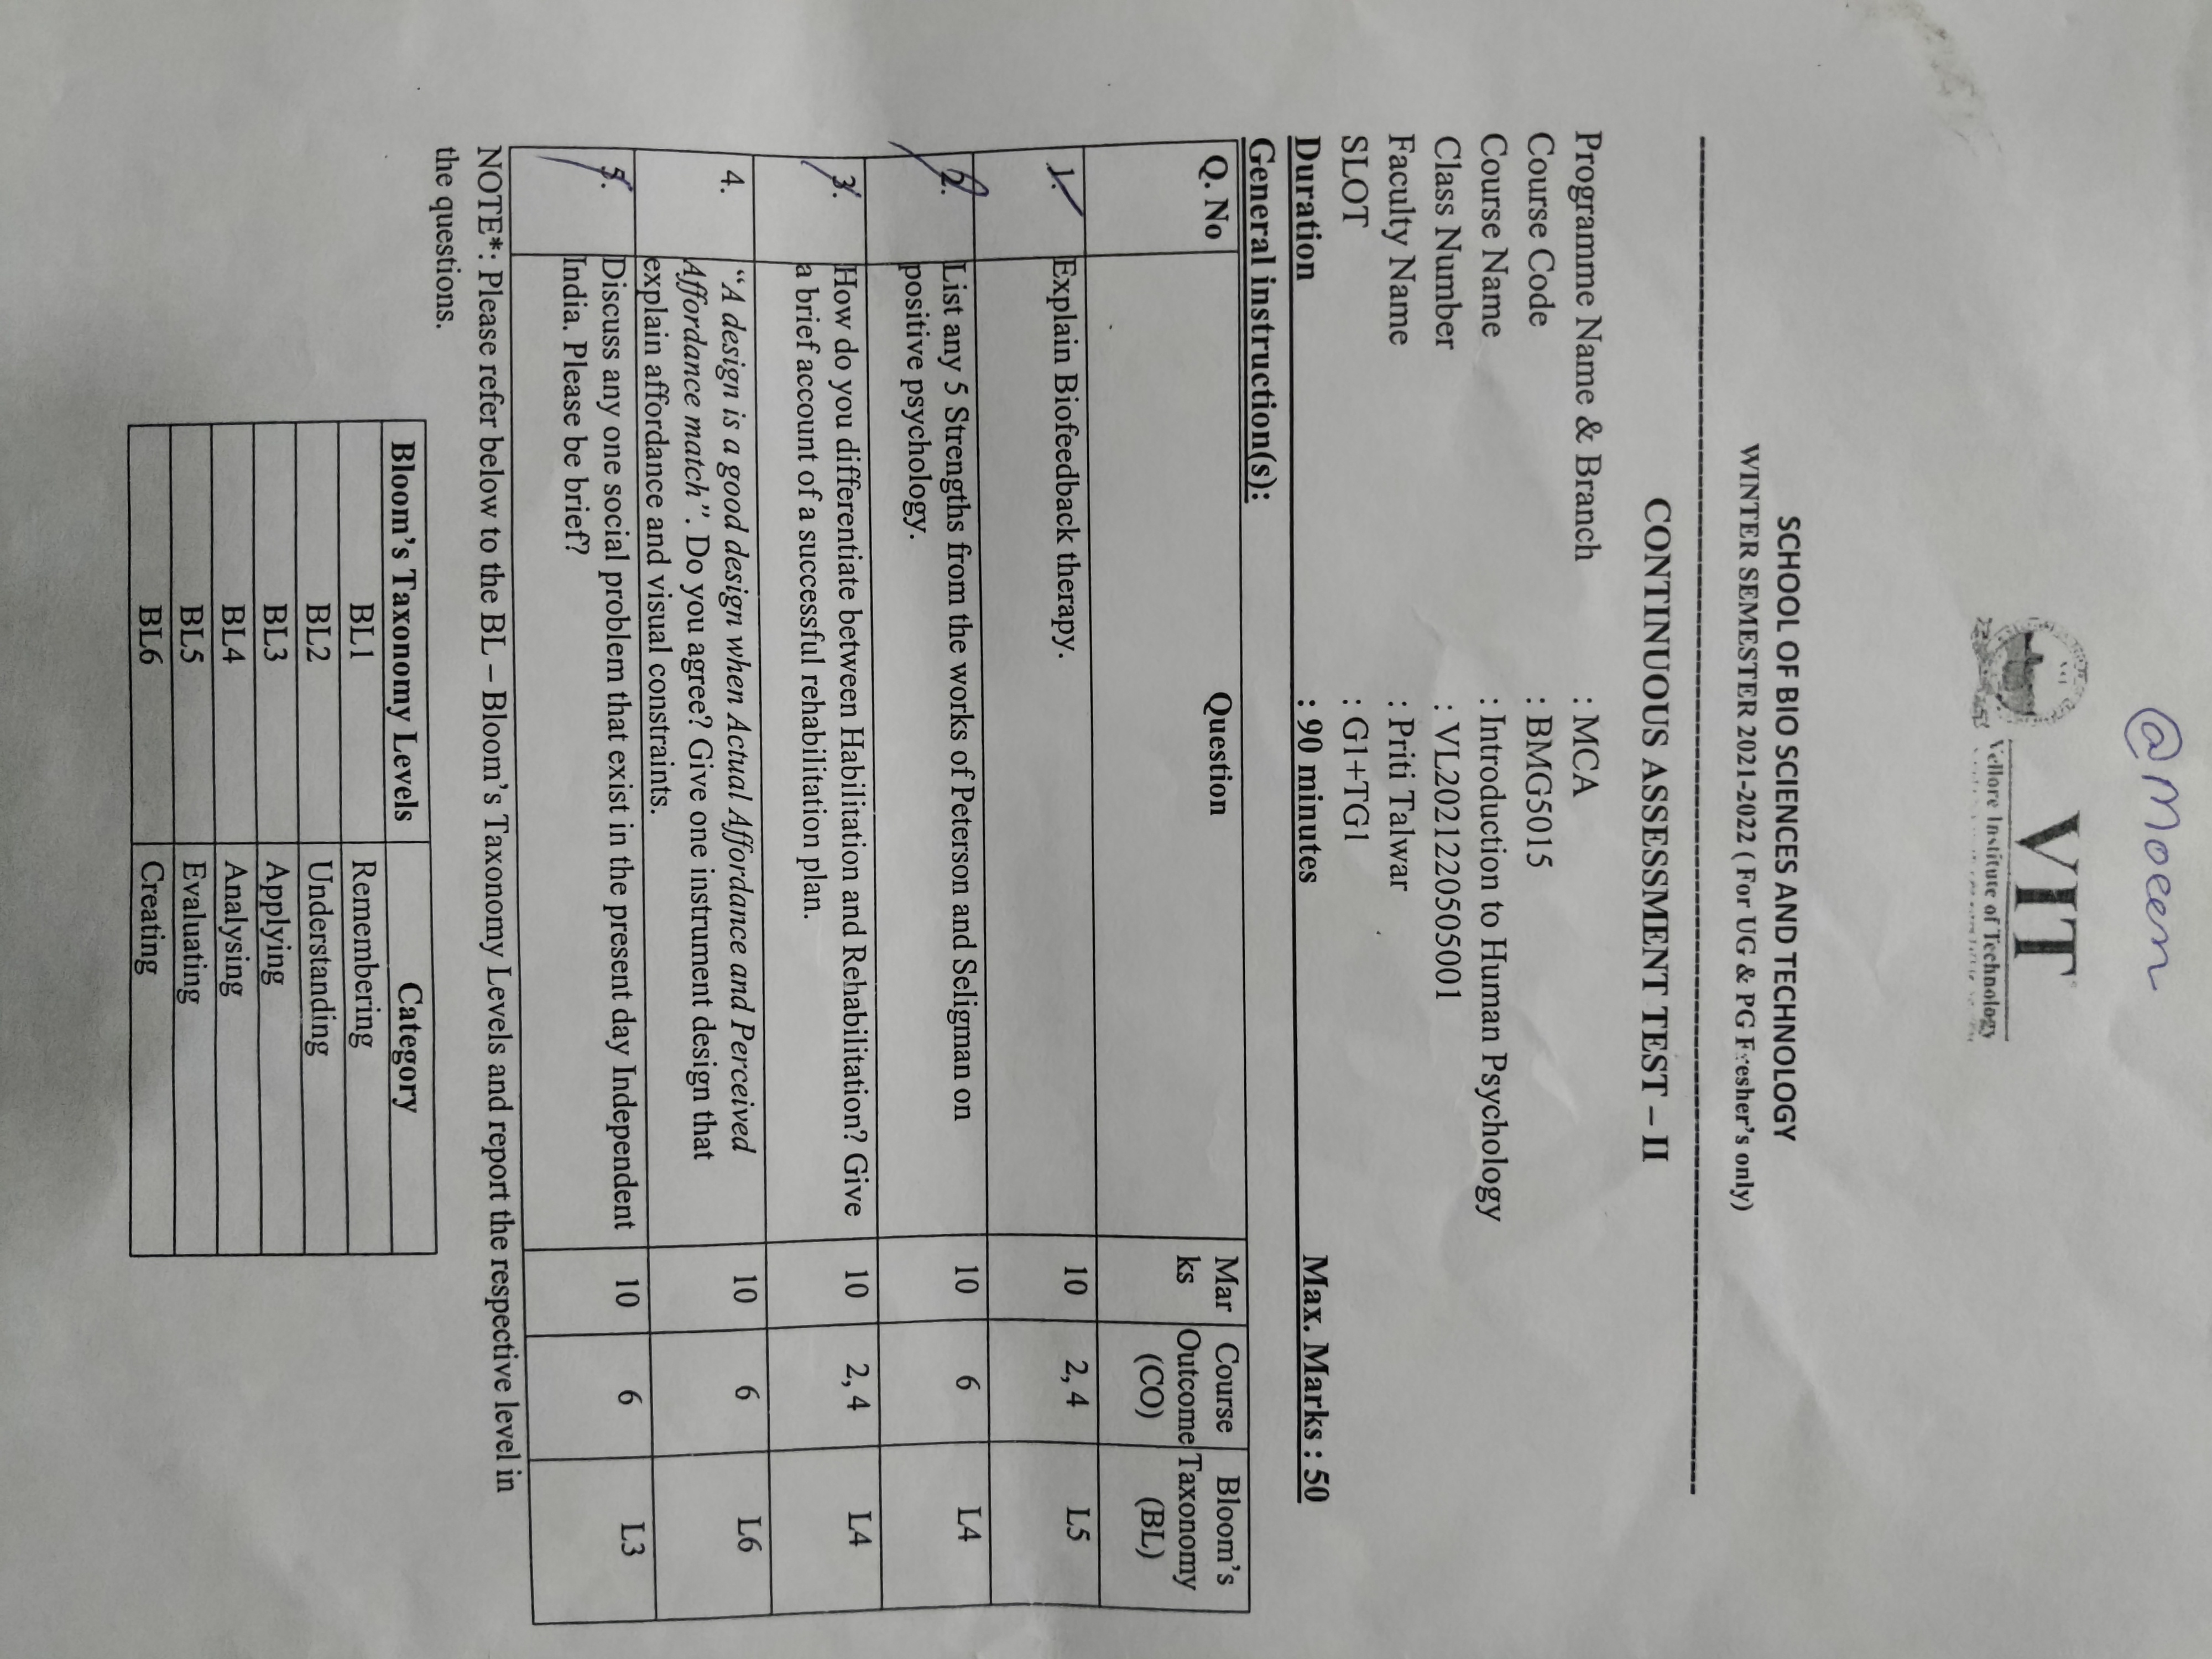 @Moeen
VIT
Vellore Institute of Technology
SCHOOL OF BIO SCIENCES AND TECHNOLOGY
WINTER SEMESTER 2021-2022 ( For UG & PG Fresher's only)
CONTINUOUS ASSESSMENT TEST – II
Programme Name & Branch : MCA
Course Code : BMG5015
Course Name : Introduction to Human Psychology
Class Number : VL2021220505001
Faculty Name : Priti Talwar
SLOT : G1+TG1
Duration : 90 minutes Max. Marks : 50
General instruction(s):
Q. No Question Mar Course Bloom's
ks Outcome Taxonomy
(CO) (BL)
1. Explain Biofeedback therapy. 10 2, 4 L5
2. List any 5 Strengths from the works of Peterson and Seligman on 10 6 L4
positive psychology.
3. How do you differentiate between Habilitation and Rehabilitation? Give 10 2, 4 L4
a brief account of a successful rehabilitation plan.
4. "A design is a good design when Actual Affordance and Perceived 10 6 L6
Affordance match". Do you agree? Give one instrument design that
explain affordance and visual constraints.
5. Discuss any one social problem that exist in the present day Independent 10 6 L3
India. Please be brief?
NOTE*: Please refer below to the BL – Bloom's Taxonomy Levels and report the respective level in
the questions.
Bloom's Taxonomy Levels Category
BL1 Remembering
BL2 Understanding
BL3 Applying
BL4 Analysing
BL5 Evaluating
BL6 Creating